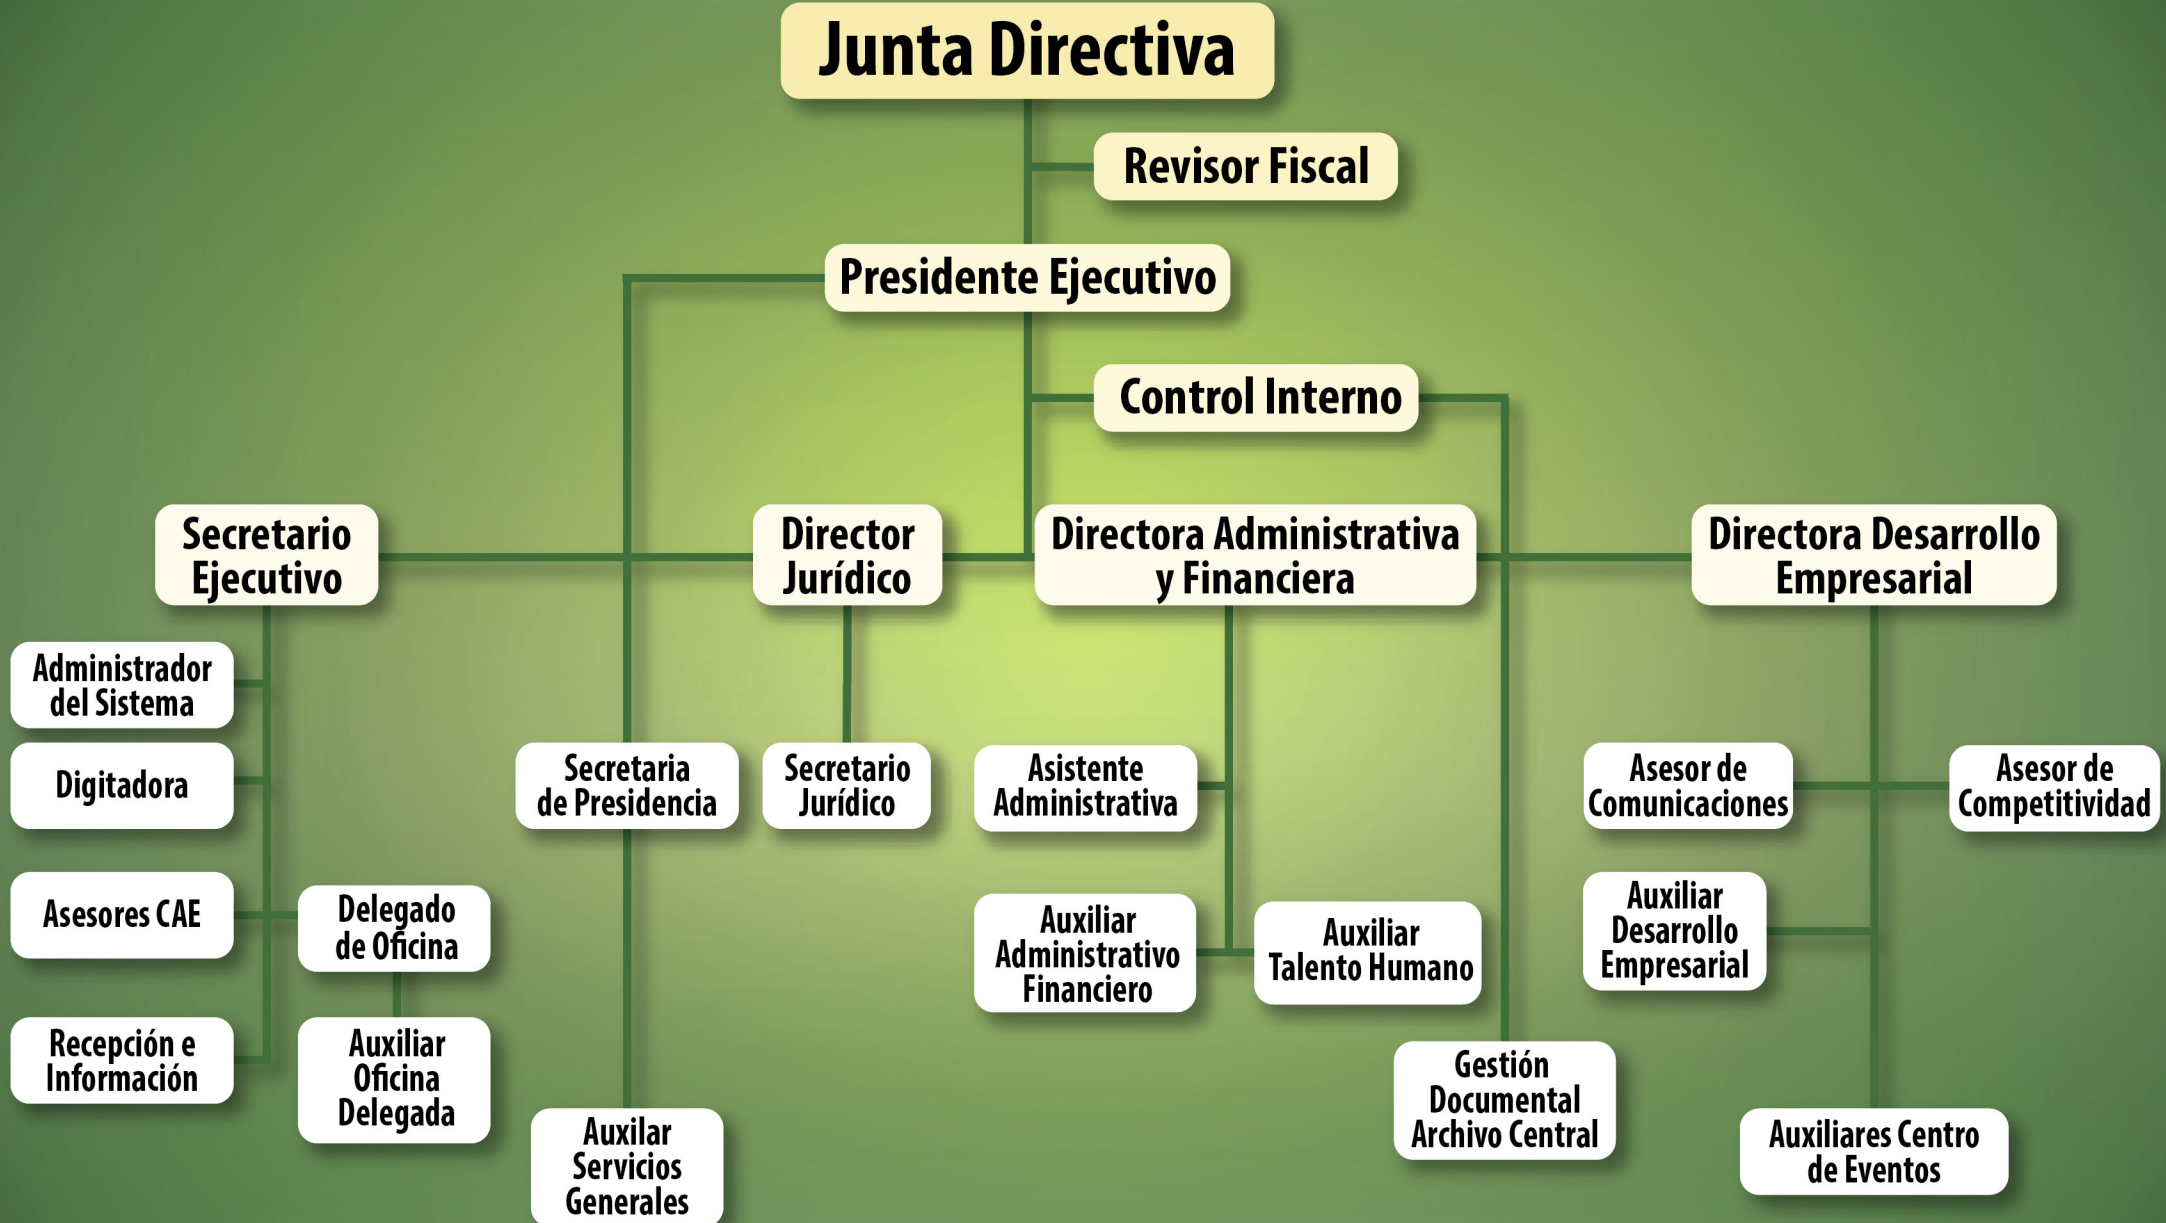 Junta Directiva
Revisor Fiscal
Presidente Ejecutivo
Control Interno
Secretario
Ejecutivo
Director
Jurídico
Directora Administrativa
y Financiera
Directora Desarrollo
Empresarial
Administrador
del Sistema
Digitadora
Asesores CAE
Delegado
de Oficina
Recepción e
Información
Auxiliar
Oficina
Delegada
Secretaria
de Presidencia
Auxilar
Servicios
Generales
Secretario
Jurídico
Asistente
Administrativa
Auxiliar
Administrativo
Financiero
Auxiliar
Talento Humano
Gestión
Documental
Archivo Central
Asesor de
Comunicaciones
Asesor de
Competitividad
Auxiliar
Desarrollo
Empresarial
Auxiliares Centro
de Eventos